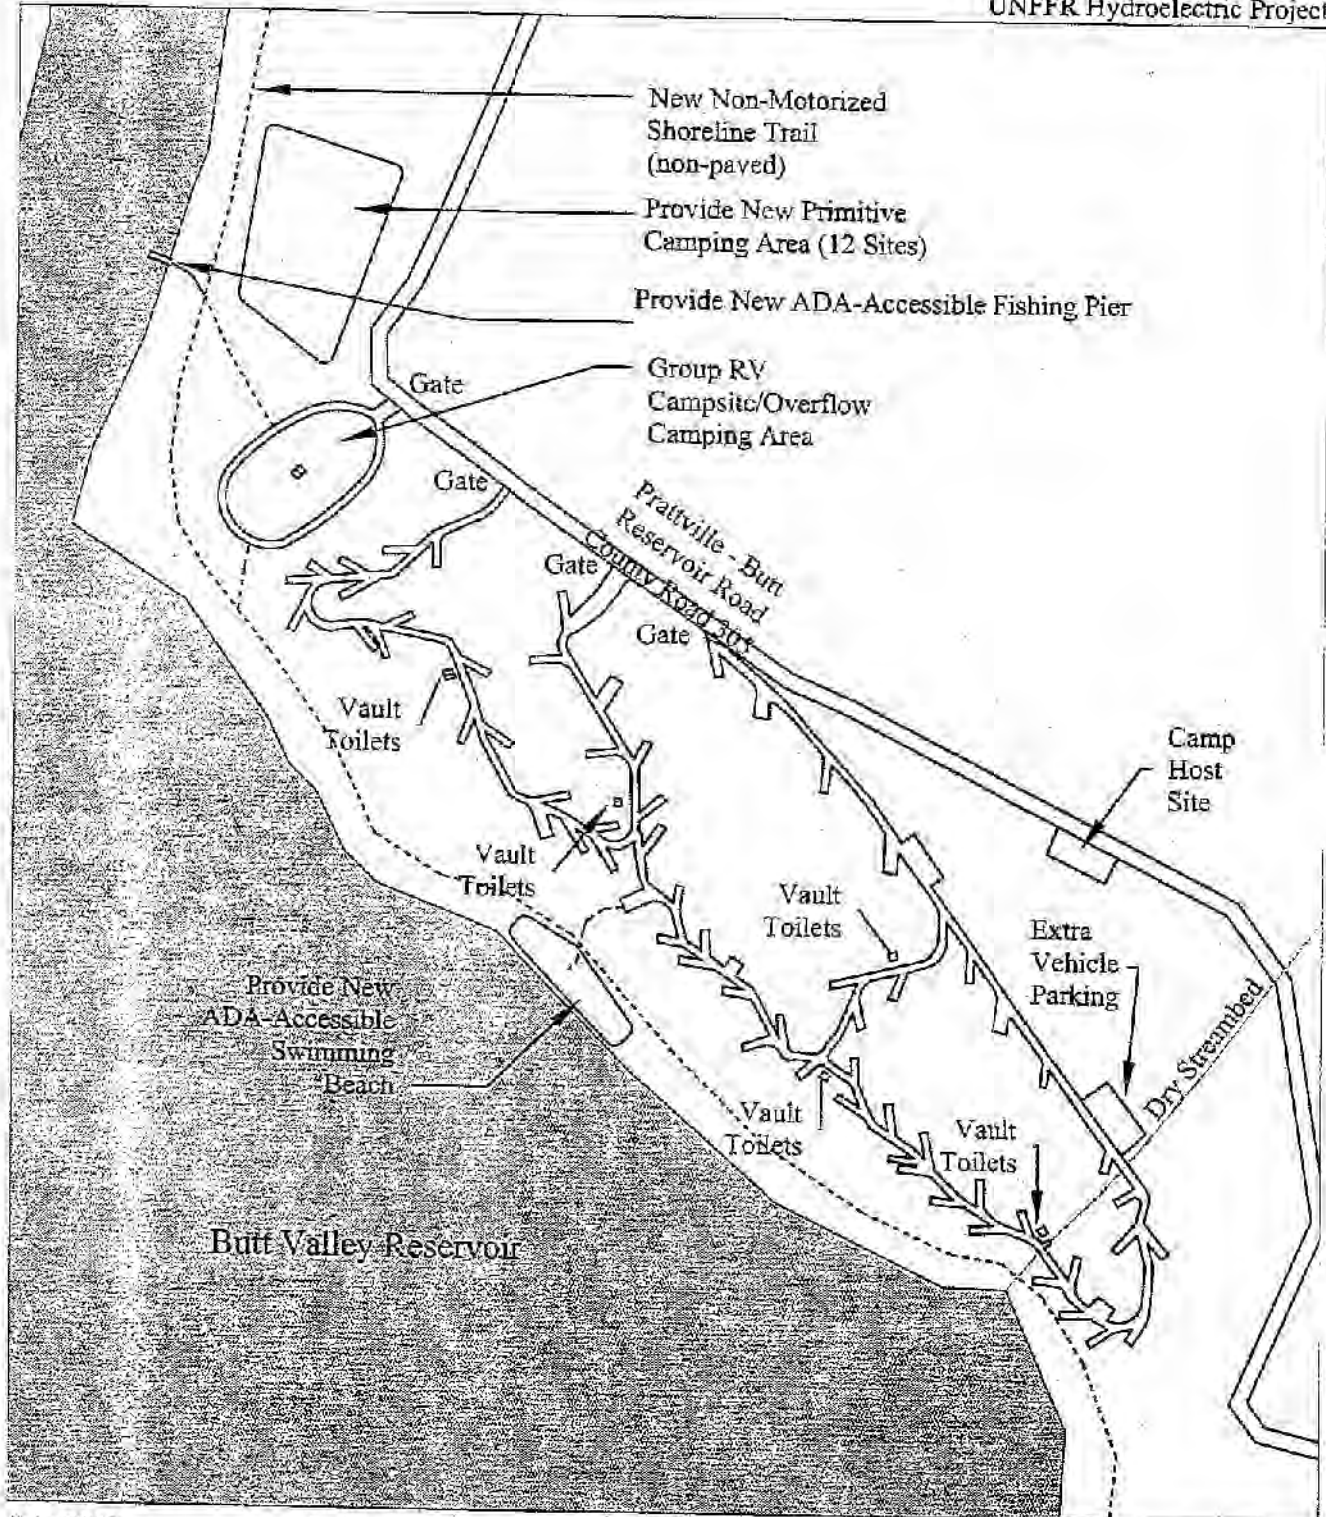 UNFFR Hydroelectric Project
New Non-Motorized
Shoreline Trail
(non-paved)
Provide New Primitive
Camping Area (12 Sites)
Provide New ADA-Accessible Fishing Pier
Group RV
Campsite/Overflow
Camping Area
Gate
Gate
Prattville - Butt
Reservoir Road
County Road 305
Gate
Gate
Vault
Toilets
Camp
Host
Site
Vault
Toilets
Vault
Toilets
Extra
Vehicle
Parking
Provide New
ADA-Accessible
Swimming
Beach
Dry Streambed
Vault
Toilets
Vault
Toilets
Butt Valley Reservoir